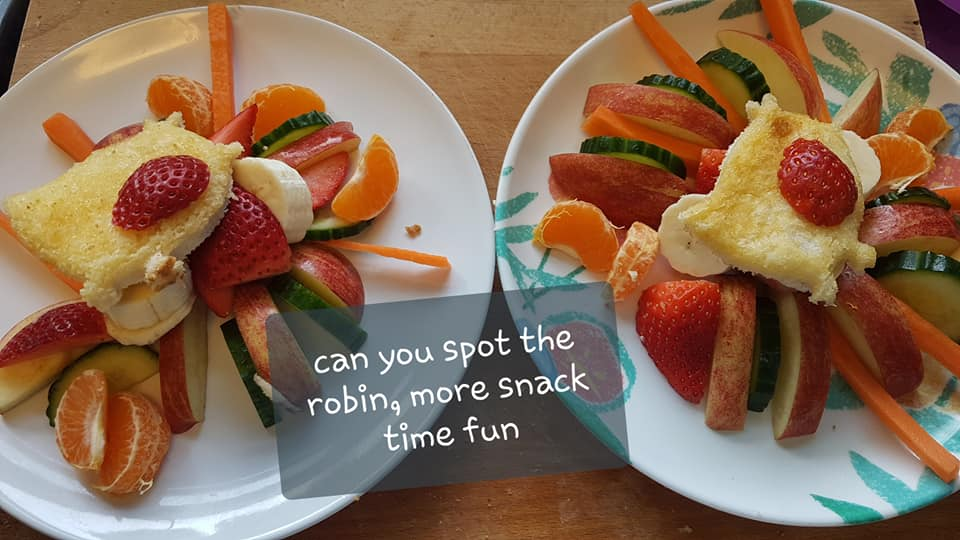 can you spot the
robin, more snack
time fun